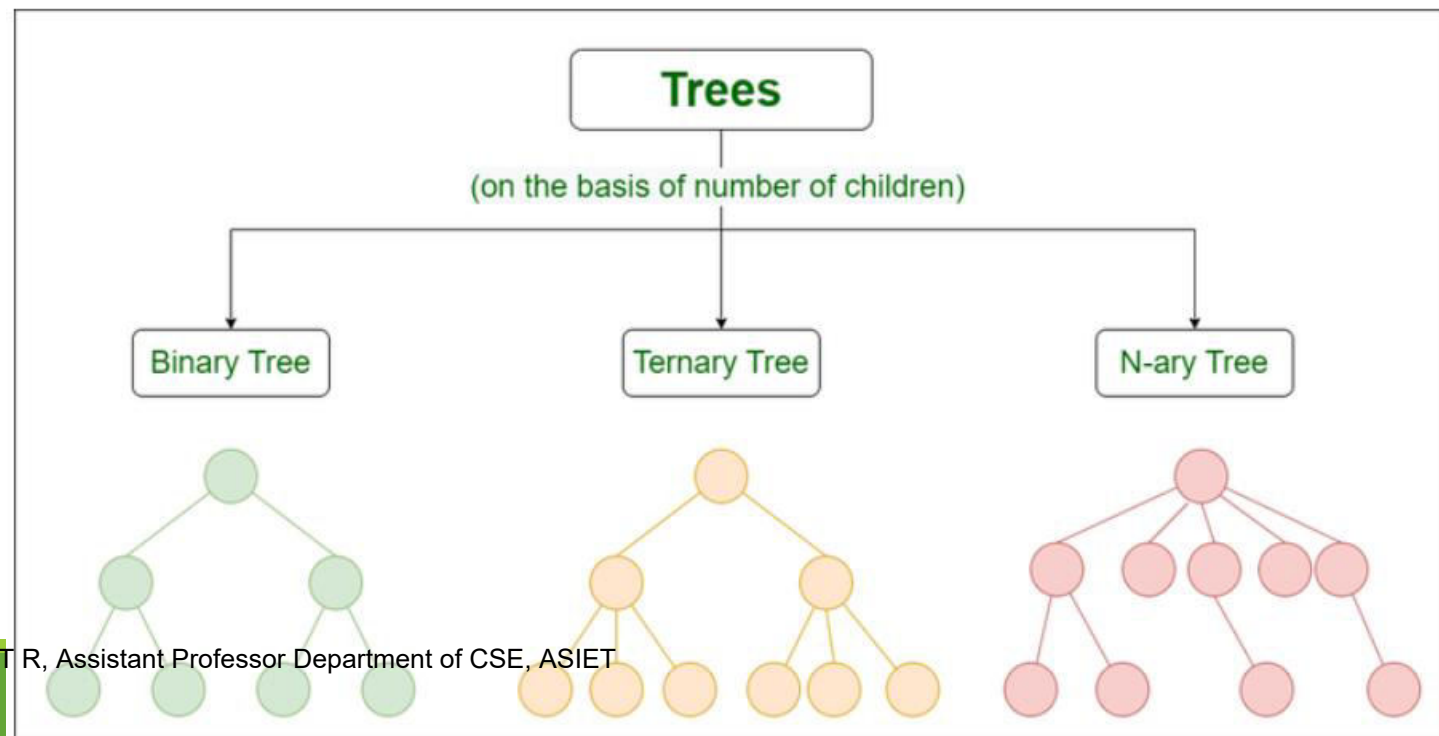 Trees
(on the basis of number of children)
Binary Tree
Ternary Tree
N-ary Tree
T R, Assistant Professor Department of CSE, ASIET